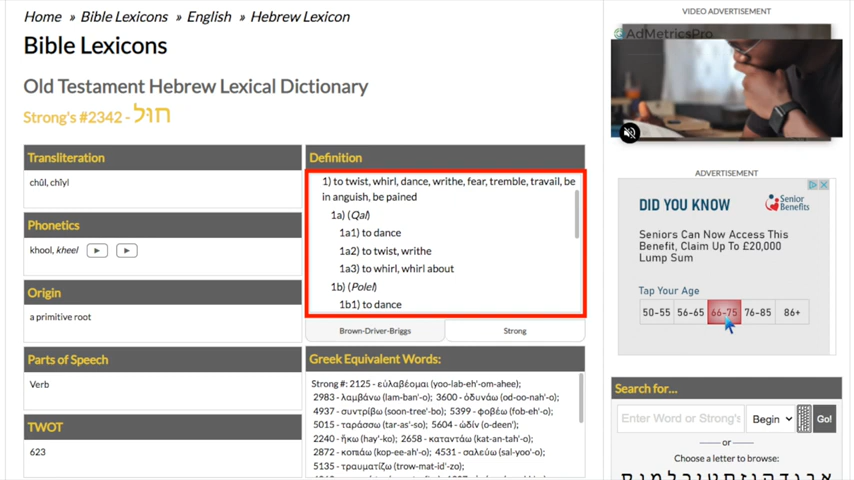 Home » Bible Lexicons » English » Hebrew Lexicon
Bible Lexicons
Old Testament Hebrew Lexical Dictionary
Strong's #2342 - חוּל
Transliteration
chûl, chı̂yl
Phonetics
khool, kheel
Origin
a primitive root
Parts of Speech
Verb
TWOT
623
Definition
1) to twist, whirl, dance, writhe, fear, tremble, travail, be
in anguish, be pained
1a) (Qal)
1a1) to dance
1a2) to twist, writhe
1a3) to whirl, whirl about
1b) (Polel)
1b1) to dance
Brown-Driver-Briggs
Strong
Greek Equivalent Words:
Strong #: 2125 - ευλαβέομαι (yoo-lab-eh'-om-ahee);
2983 - λαμβάνω (lam-ban'-o); 3600 - ὀδυνάω (od-oo-nah'-o);
4937 - συντρίβω (soon-tree'-bo); 5399 - φοβέω (fob-eh'-o);
5015 - ταράσσω (tar-as'-so); 5604 - ὠδίν (o-deen');
2240 - ἥκω (hay'-ko); 2658 - καταντάω (kat-an-tah'-o);
2872 - κοπιάω (kop-ee-ah'-o); 4531 - σαλεύω (sal-yoo'-o);
5135 - τραυματίζω (trow-mat-id'-zo);
VIDEO ADVERTISEMENT
AdMetricsPro
ADVERTISEMENT
DID YOU KNOW
Senior
Benefits
Seniors Can Now Access This
Benefit, Claim Up To £20,000
Lump Sum
Tap Your Age
50-55 56-65 66-75 76-85 86+
Search for...
Enter Word or Strong's
Begin
Go!
or
Choose a letter to browse: